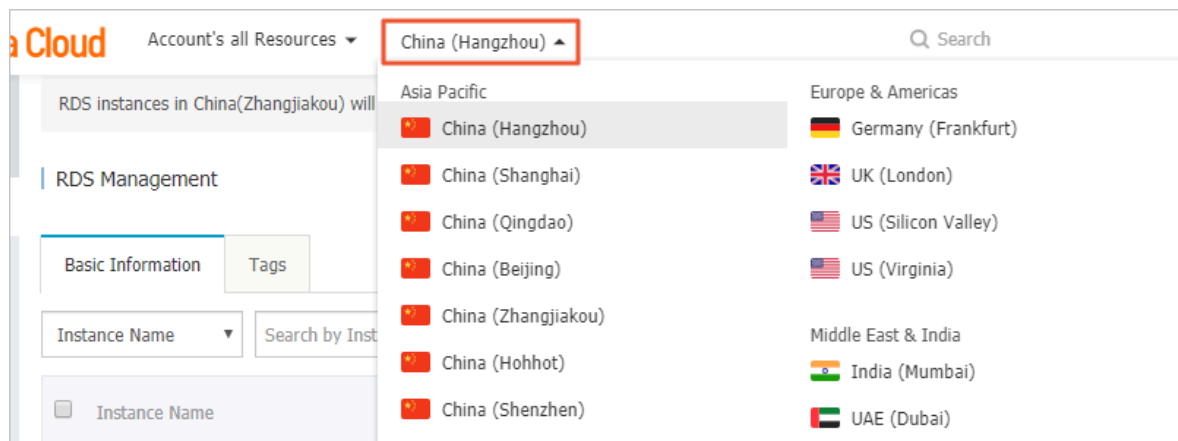 a Cloud
Account's all Resources
China (Hangzhou)
Search
RDS instances in China(Zhangjiakou) will
RDS Management
Basic Information
Tags
Instance Name
Search by Inst
Instance Name
Asia Pacific
China (Hangzhou)
China (Shanghai)
China (Qingdao)
China (Beijing)
China (Zhangjiakou)
China (Hohhot)
China (Shenzhen)
Europe & Americas
Germany (Frankfurt)
UK (London)
US (Silicon Valley)
US (Virginia)
Middle East & India
India (Mumbai)
UAE (Dubai)